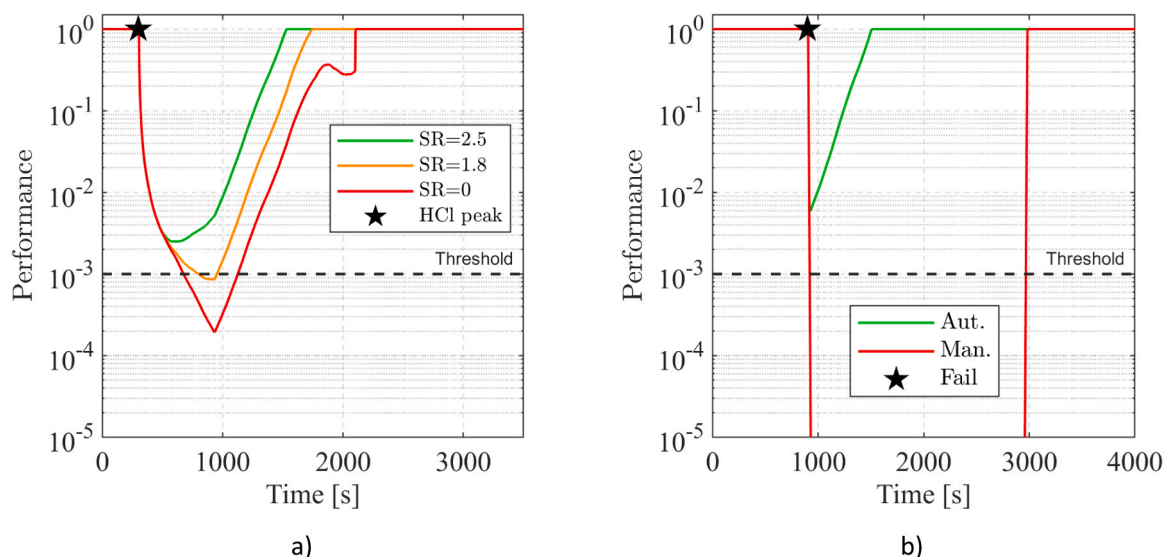 Performance
10^0
10^-1
10^-2
10^-3
10^-4
10^-5
SR=2.5
SR=1.8
SR=0
HCl peak
Threshold
0 1000 2000 3000
Time [s]
a)
Performance
10^0
10^-1
10^-2
10^-3
10^-4
10^-5
Threshold
Aut.
Man.
Fail
0 1000 2000 3000 4000
Time [s]
b)